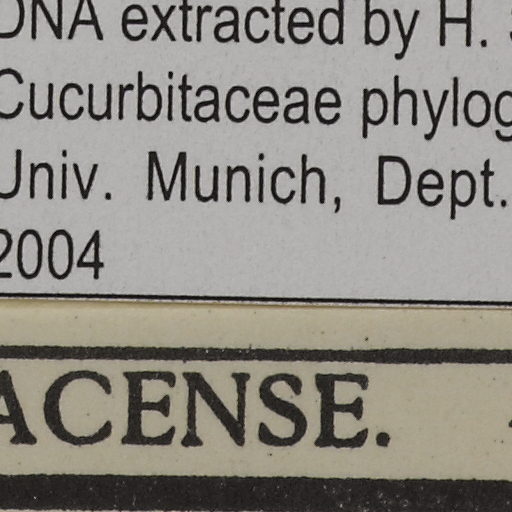 DNA extracted by H.
Cucurbitaceae phylog
Univ. Munich, Dept.
2004
ACENSE.